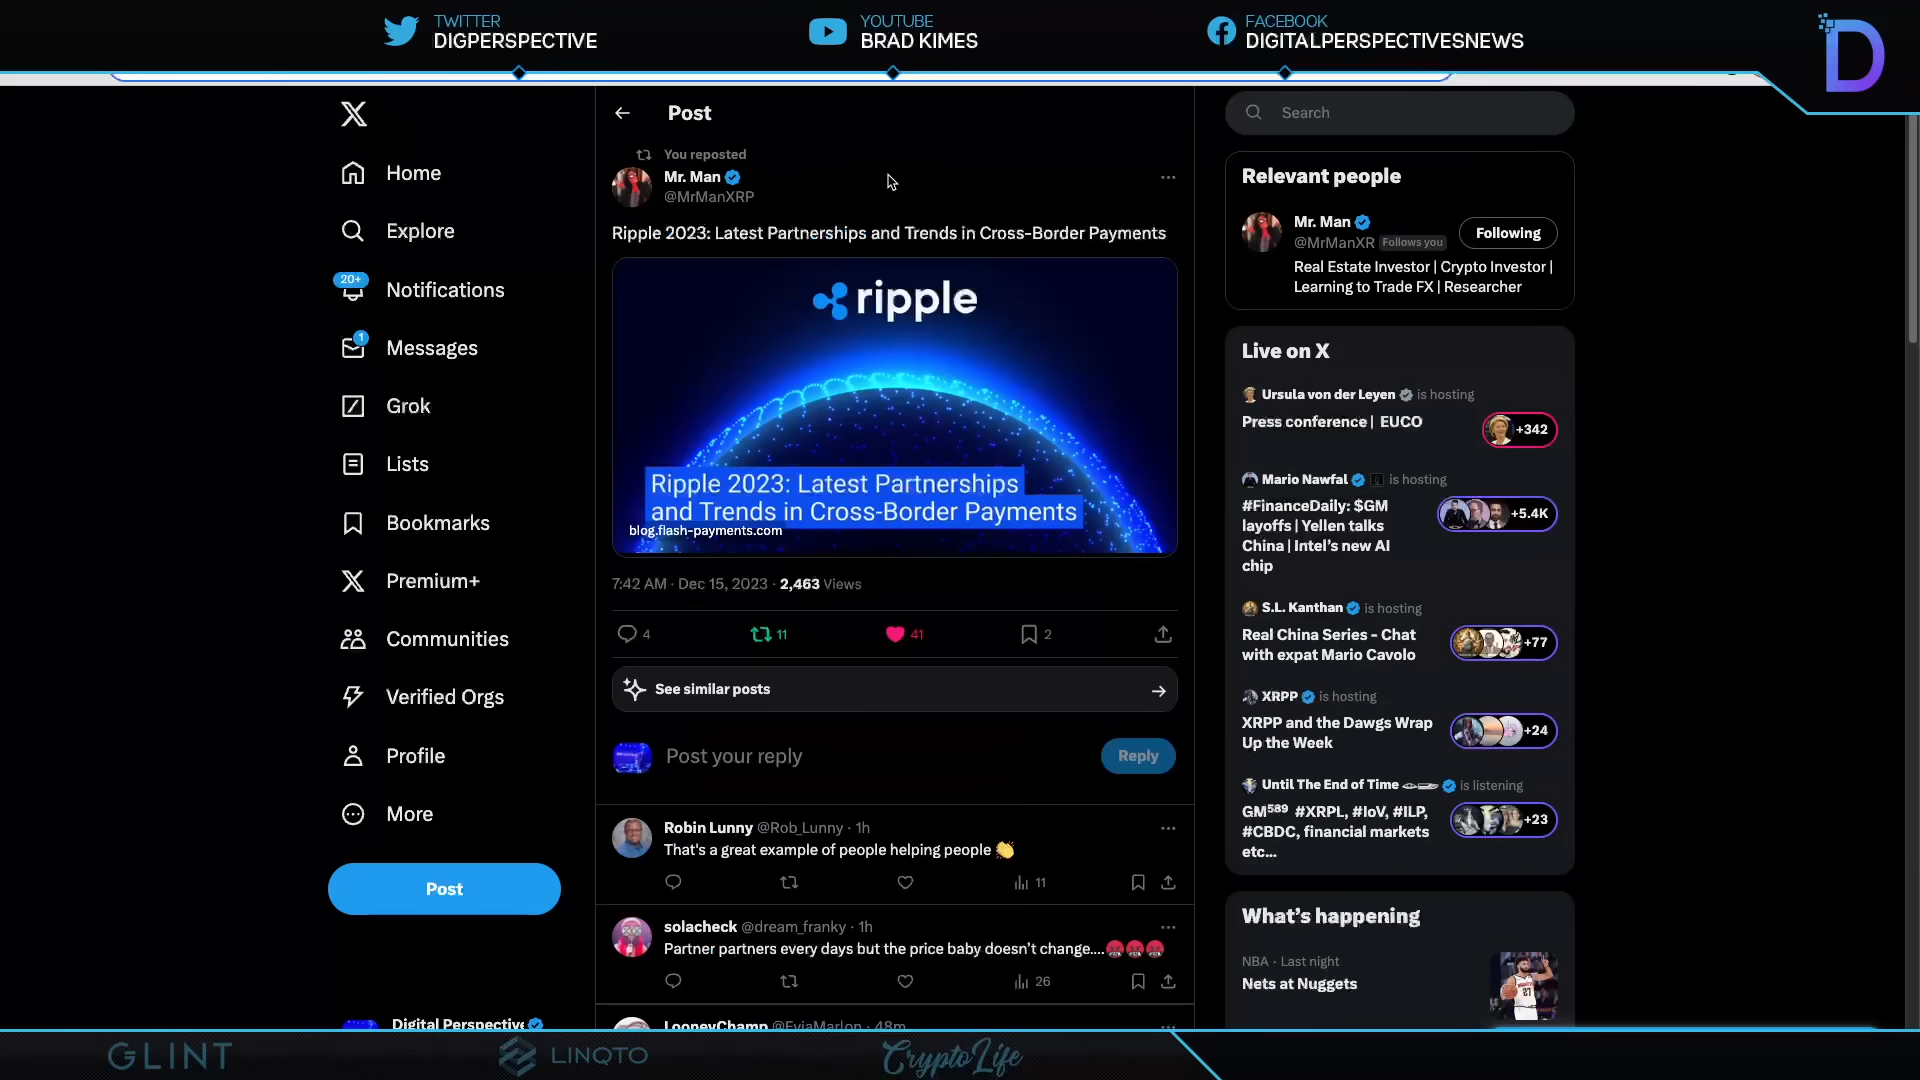 TWITTER
DIGPERSPECTIVE
YOUTUBE
BRAD KIMES
FACEBOOK
DIGITALPERSPECTIVESNEWS
D
Home
Explore
20+
Notifications
1
Messages
Grok
Lists
Bookmarks
Premium+
Communities
Verified Orgs
Profile
More
Post
Digital Perspective
Post
You reposted
Mr. Man
@MrManXRP
Ripple 2023: Latest Partnerships and Trends in Cross-Border Payments
ripple
Ripple 2023: Latest Partnerships
and Trends in Cross-Border Payments
blog.flash-payments.com
7:42 AM · Dec 15, 2023 · 2,463 Views
4
11
41
2
See similar posts
Post your reply
Reply
Robin Lunny @Rob_Lunny · 1h
That's a great example of people helping people 👏
11
solacheck @dream_franky · 1h
Partner partners every days but the price baby doesn't change....🤬🤬🤬
26
LooneyChamp @EviaMarlon · 48m
Search
Relevant people
Mr. Man
@MrManXR Follows you
Following
Real Estate Investor | Crypto Investor |
Learning to Trade FX | Researcher
Live on X
Ursula von der Leyen is hosting
Press conference | EUCO
+342
Mario Nawfal is hosting
#FinanceDaily: $GM
layoffs | Yellen talks
China | Intel's new AI
chip
+5.4K
S.L. Kanthan is hosting
Real China Series - Chat
with expat Mario Cavolo
+77
XRPP is hosting
XRPP and the Dawgs Wrap
Up the Week
+24
Until The End of Time is listening
GM⁵⁸⁹ #XRPL, #IoV, #ILP,
#CBDC, financial markets
etc...
+23
What's happening
NBA · Last night
Nets at Nuggets
27
GLINT
LINQTO
CryptoLife